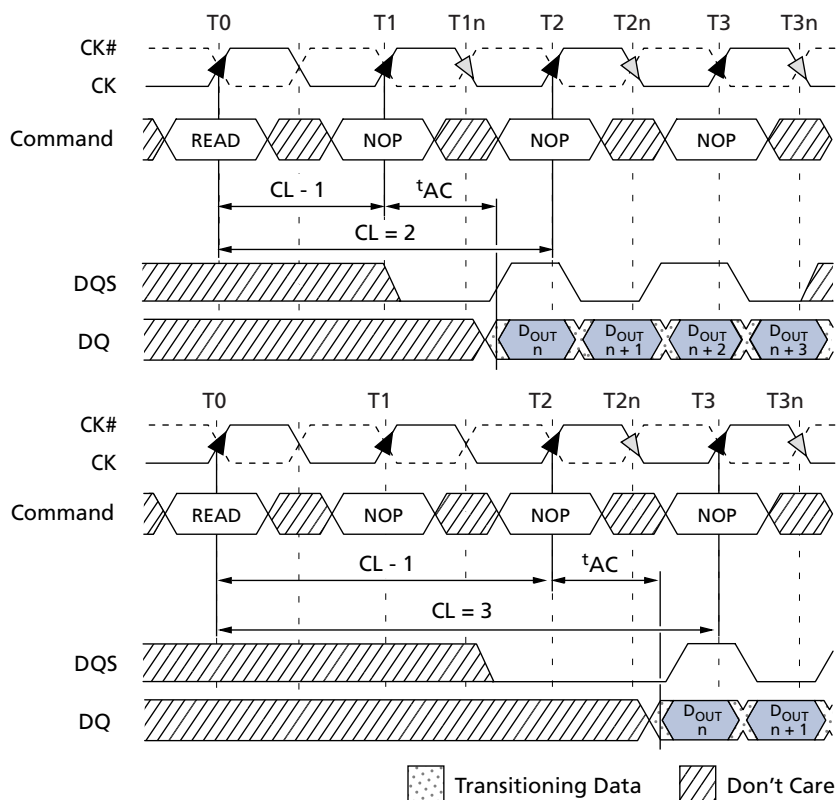 T0 T1 T1n T2 T2n T3 T3n
CK#
CK
Command READ NOP NOP NOP
CL - 1 tAC
CL = 2
DQS
DQ DOUT n DOUT n + 1 DOUT n + 2 DOUT n + 3
T0 T1 T2 T2n T3 T3n
CK#
CK
Command READ NOP NOP NOP
CL - 1 tAC
CL = 3
DQS
DQ DOUT n DOUT n + 1
Transitioning Data Don't Care